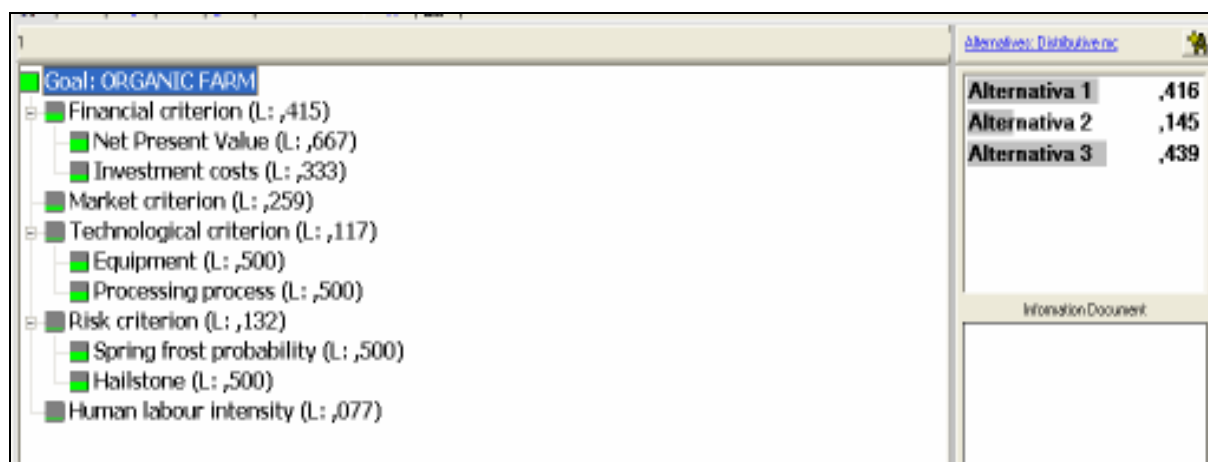 Alternatives: Distributive mc
Goal: ORGANIC FARM
Financial criterion (L: ,415)
Net Present Value (L: ,667)
Investment costs (L: ,333)
Market criterion (L: ,259)
Technological criterion (L: ,117)
Equipment (L: ,500)
Processing process (L: ,500)
Risk criterion (L: ,132)
Spring frost probability (L: ,500)
Hailstone (L: ,500)
Human labour intensity (L: ,077)
Alternativa 1 ,416
Alternativa 2 ,145
Alternativa 3 ,439
Information Document